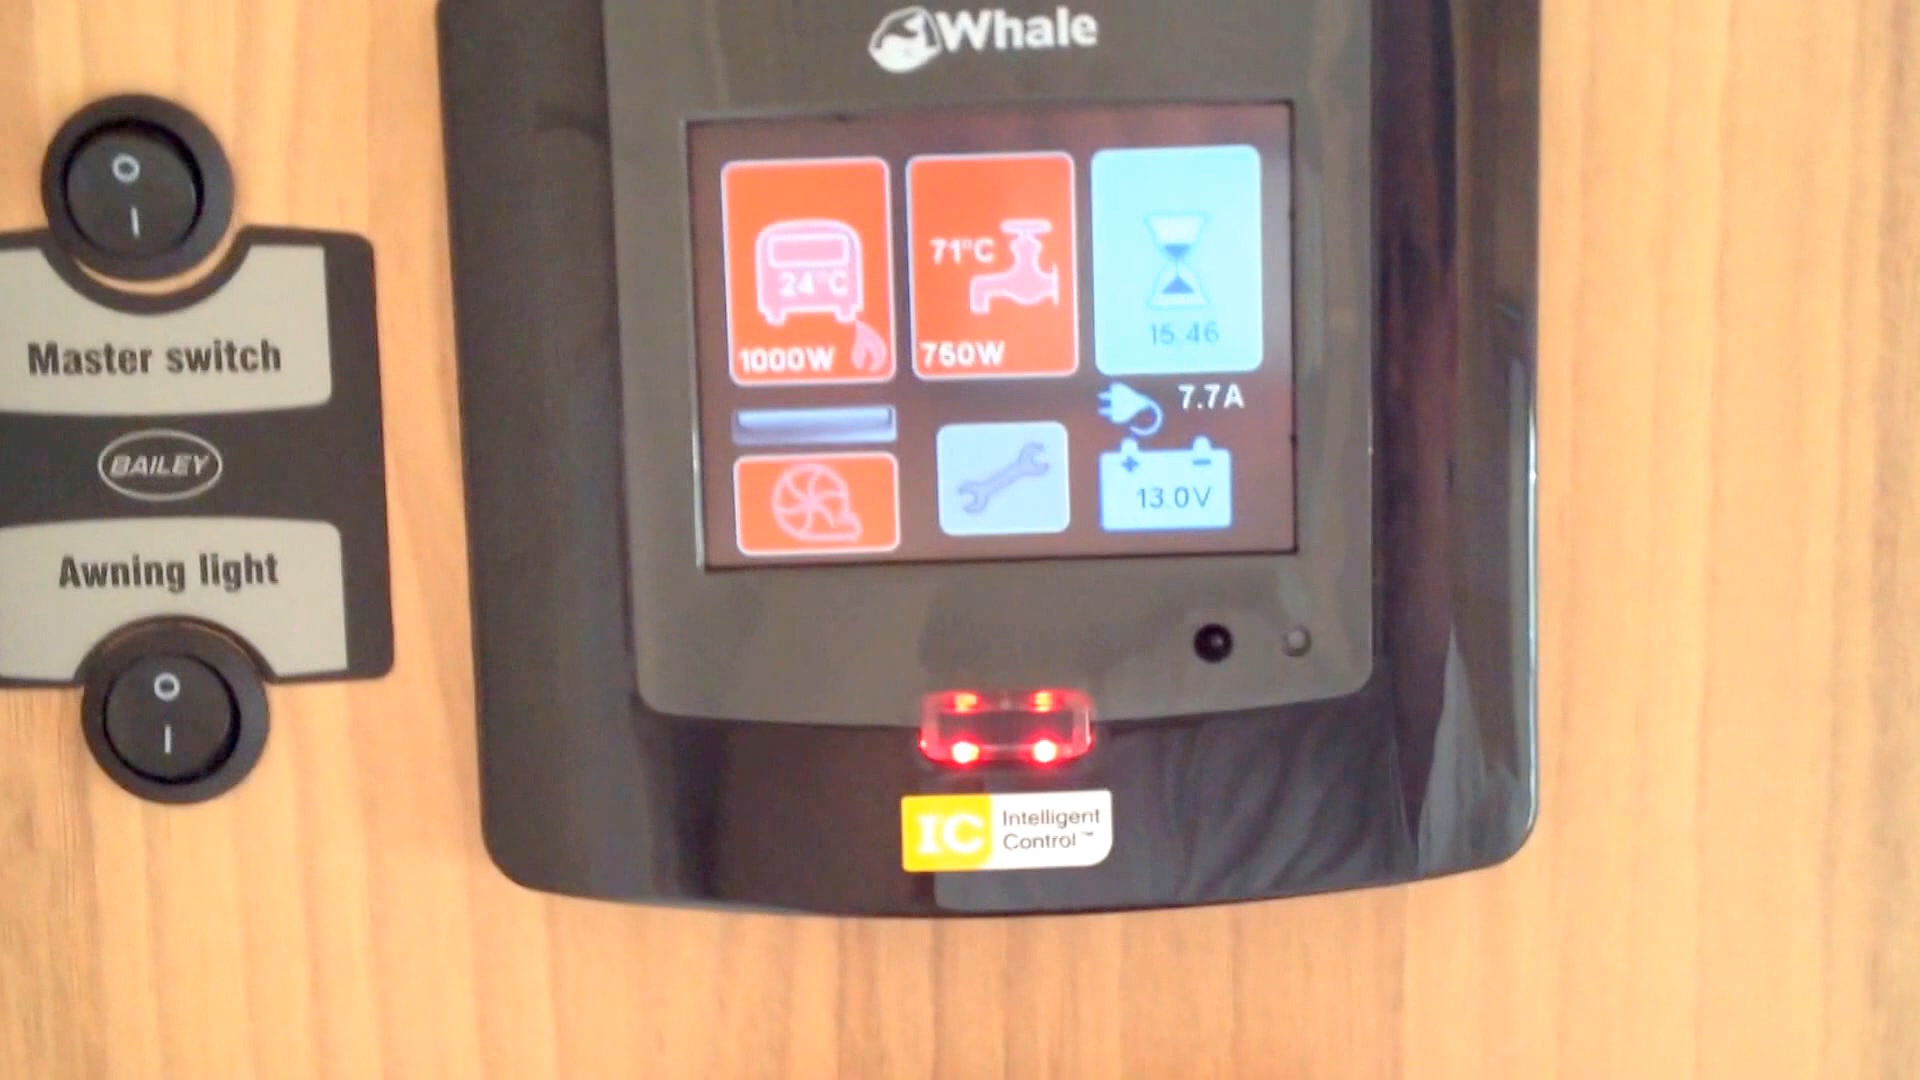 Whale
O
I
Master switch
BAILEY
Awning light
O
I
24°C
1000W
71°C
750W
15:46
7.7A
+ −
13.0V
IC Intelligent
Control™